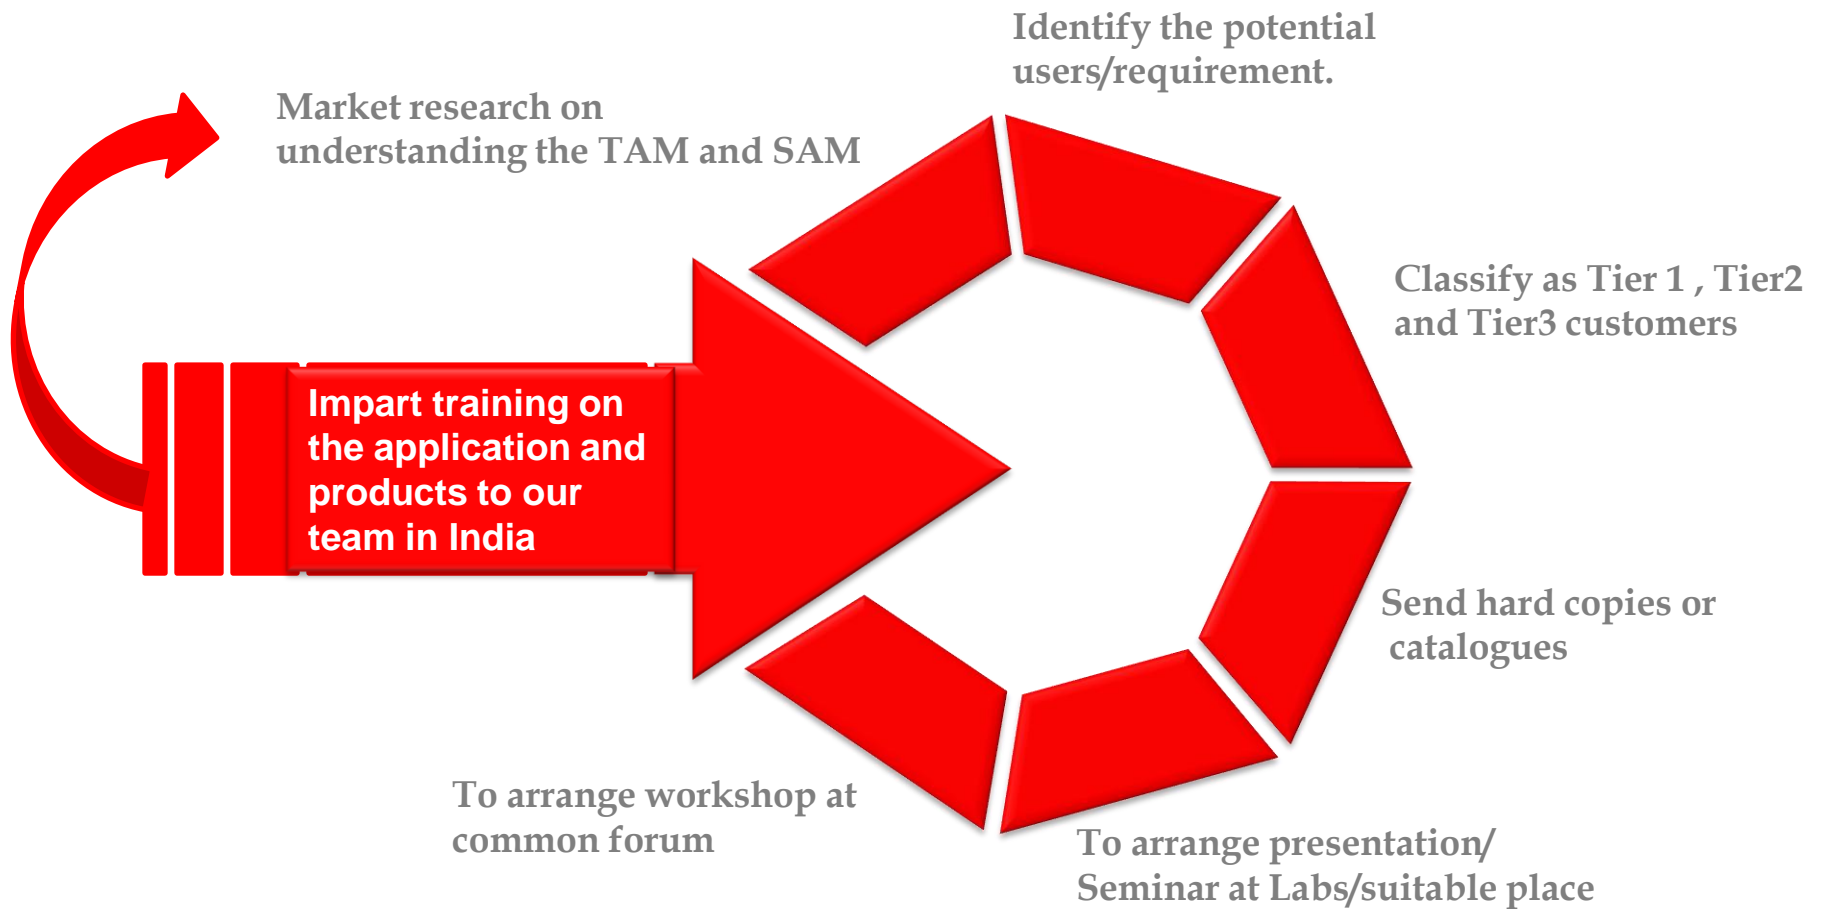 Identify the potential
users/requirement.
Market research on
understanding the TAM and SAM
Classify as Tier 1 , Tier2
and Tier3 customers
Impart training on
the application and
products to our
team in India
Send hard copies or
catalogues
To arrange workshop at
common forum
To arrange presentation/
Seminar at Labs/suitable place